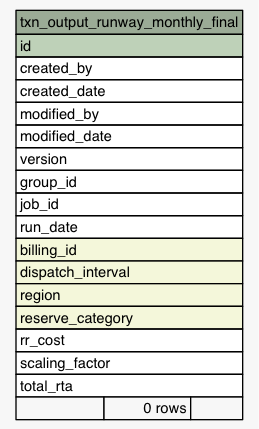 txn_output_runway_monthly_final
id
created_by
created_date
modified_by
modified_date
version
group_id
job_id
run_date
billing_id
dispatch_interval
region
reserve_category
rr_cost
scaling_factor
total_rta
0 rows